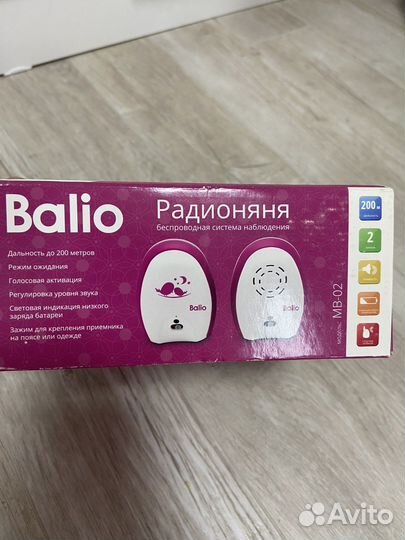 Balio
Радионяня
беспроводная система наблюдения
Дальность до 200 метров
Режим ожидания
Голосовая активация
Регулировка уровня звука
Световая индикация низкого
заряда батареи
Зажим для крепления приемника
на поясе или одежде
Balio
Balio
200 м
2
МОДЕЛЬ: MB-02
Avito